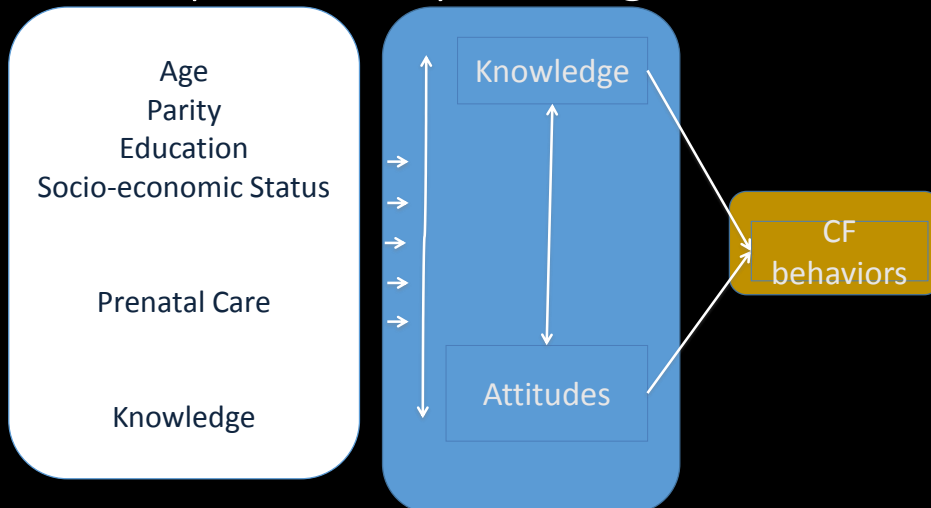 Age
Parity
Education
Socio-economic Status
Prenatal Care
Knowledge
Knowledge
Attitudes
CF
behaviors